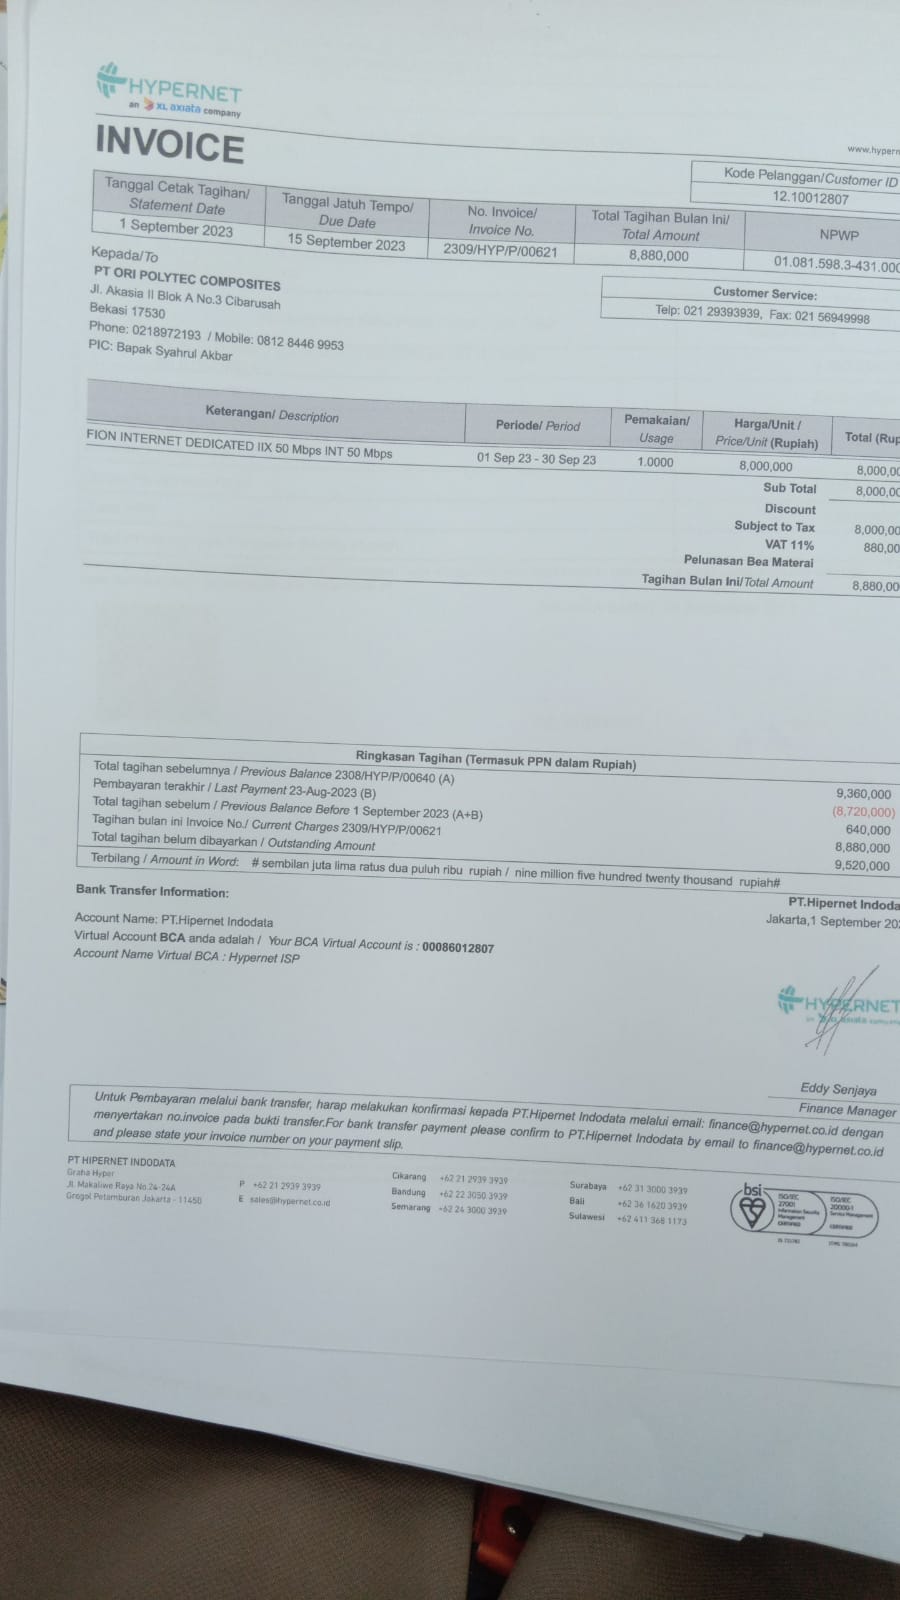 HYPERNET
an XL axiata company
INVOICE
www.hypern
Kode Pelanggan/Customer ID
12.10012807
Tanggal Cetak Tagihan/ Statement Date
Tanggal Jatuh Tempo/ Due Date
No. Invoice/ Invoice No.
Total Tagihan Bulan Ini/ Total Amount
NPWP
1 September 2023
15 September 2023
2309/HYP/P/00621
8,880,000
01.081.598.3-431.000
Kepada/To
PT ORI POLYTEC COMPOSITES
Jl. Akasia II Blok A No.3 Cibarusah
Bekasi 17530
Phone: 0218972193 / Mobile: 0812 8446 9953
PIC: Bapak Syahrul Akbar
Customer Service:
Telp: 021 29393939, Fax: 021 56949998
Keterangan/ Description
Periode/ Period
Pemakaian/ Usage
Harga/Unit / Price/Unit (Rupiah)
Total (Rup
FION INTERNET DEDICATED IIX 50 Mbps INT 50 Mbps
01 Sep 23 - 30 Sep 23
1.0000
8,000,000
8,000,00
Sub Total 8,000,00
Discount
Subject to Tax 8,000,00
VAT 11% 880,00
Pelunasan Bea Materai
Tagihan Bulan Ini/Total Amount 8,880,00
Ringkasan Tagihan (Termasuk PPN dalam Rupiah)
Total tagihan sebelumnya / Previous Balance 2308/HYP/P/00640 (A) 9,360,000
Pembayaran terakhir / Last Payment 23-Aug-2023 (B) (8,720,000)
Total tagihan sebelum / Previous Balance Before 1 September 2023 (A+B) 640,000
Tagihan bulan ini Invoice No./ Current Charges 2309/HYP/P/00621 8,880,000
Total tagihan belum dibayarkan / Outstanding Amount 9,520,000
Terbilang / Amount in Word: # sembilan juta lima ratus dua puluh ribu rupiah / nine million five hundred twenty thousand rupiah#
Bank Transfer Information:
PT.Hipernet Indoda
Jakarta,1 September 202
Account Name: PT.Hipernet Indodata
Virtual Account BCA anda adalah / Your BCA Virtual Account is : 00086012807
Account Name Virtual BCA : Hypernet ISP
HYPERNET
an XL axiata company
Eddy Senjaya
Finance Manager
Untuk Pembayaran melalui bank transfer, harap melakukan konfirmasi kepada PT.Hipernet Indodata melalui email: finance@hypernet.co.id dengan
menyertakan no.invoice pada bukti transfer.For bank transfer payment please confirm to PT.Hipernet Indodata by email to finance@hypernet.co.id
and please state your invoice number on your payment slip.
PT HIPERNET INDODATA
Graha Hyper
Jl. Makaliwe Raya No.24-24A
Grogol Petamburan Jakarta - 11450
P +62 21 2939 3939
E sales@hypernet.co.id
Cikarang +62 21 2939 3939
Bandung +62 22 3050 3939
Semarang +62 24 3000 3939
Surabaya +62 31 3000 3939
Bali +62 36 1620 3939
Sulawesi +62 411 368 1173
bsi
ISO/IEC
27001
Information Security
Management
CERTIFIED
ISO/IEC
20000-1
Service Management
CERTIFIED